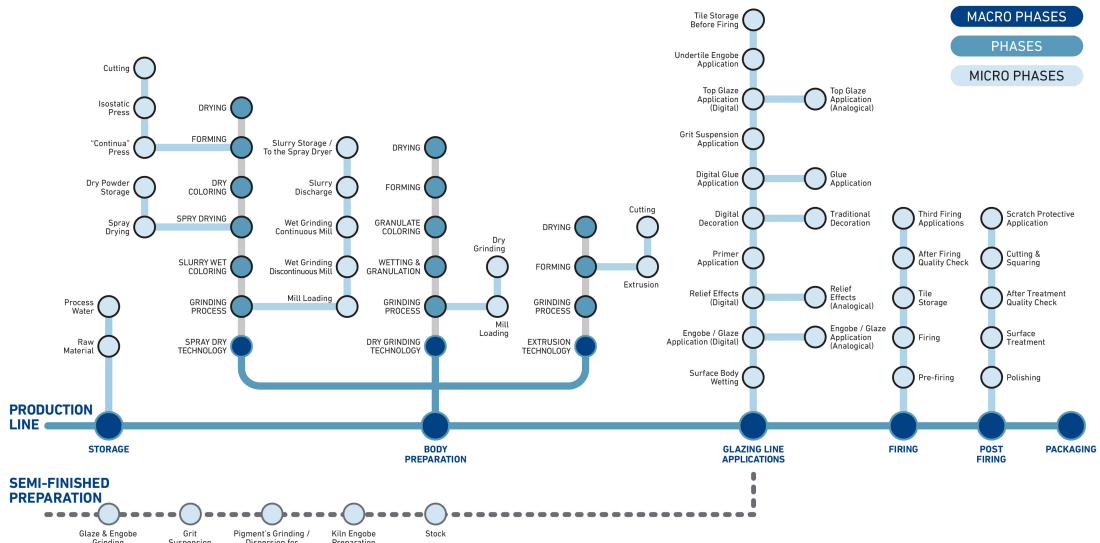 MACRO PHASES
PHASES
MICRO PHASES
Cutting
Isostatic
Press
"Continua"
Press
Dry Powder
Storage
Spray
Drying
Process
Water
Raw
Material
DRYING
FORMING
DRY
COLORING
SPRY DRYING
SLURRY WET
COLORING
GRINDING
PROCESS
SPRAY DRY
TECHNOLOGY
Slurry Storage /
To the Spray Dryer
Slurry
Discharge
Wet Grinding
Continuous Mill
Wet Grinding
Discontinuous Mill
Mill Loading
DRYING
FORMING
GRANULATE
COLORING
WETTING &
GRANULATION
GRINDING
PROCESS
DRY GRINDING
TECHNOLOGY
Dry
Grinding
Mill
Loading
DRYING
FORMING
GRINDING
PROCESS
EXTRUSION
TECHNOLOGY
Cutting
Extrusion
Tile Storage
Before Firing
Undertile Engobe
Application
Top Glaze
Application
(Digital)
Top Glaze
Application
(Analogical)
Grit Suspension
Application
Digital Glue
Application
Glue
Application
Digital
Decoration
Traditional
Decoration
Primer
Application
Relief Effects
(Digital)
Relief
Effects
(Analogical)
Engobe / Glaze
Application (Digital)
Engobe / Glaze
Application
(Analogical)
Surface Body
Wetting
Third Firing
Applications
After Firing
Quality Check
Tile
Storage
Firing
Pre-firing
Scratch Protective
Application
Cutting &
Squaring
After Treatment
Quality Check
Surface
Treatment
Polishing
PRODUCTION
LINE
STORAGE
BODY
PREPARATION
GLAZING LINE
APPLICATIONS
FIRING
POST
FIRING
PACKAGING
SEMI-FINISHED
PREPARATION
Glaze & Engobe
Grinding
Grit
Suspension
Pigment's Grinding /
Dispersion for
Kiln Engobe
Preparation
Stock